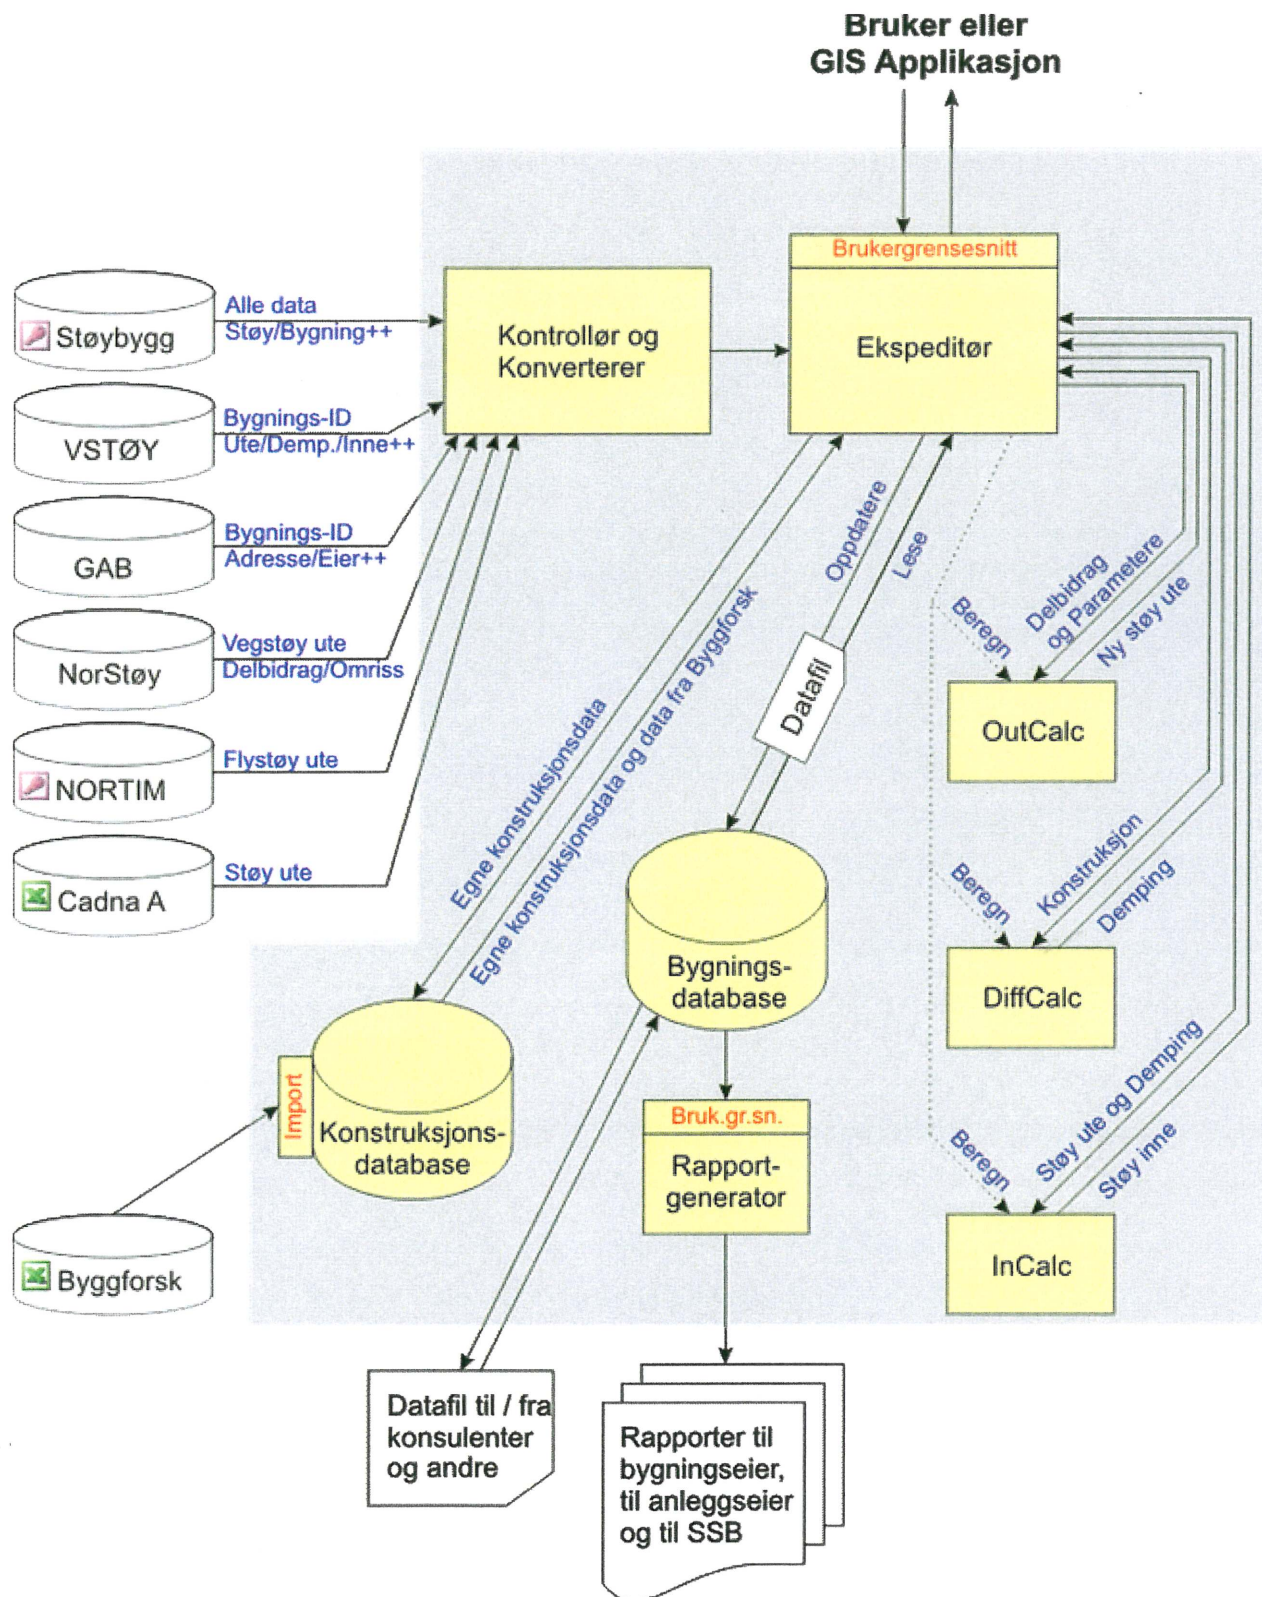 Bruker eller
GIS Applikasjon
Brukergrensesnitt
Ekspeditør
Kontrollør og
Konverterer
Støybygg
Alle data
Støy/Bygning++
VSTØY
Bygnings-ID
Ute/Demp./Inne++
GAB
Bygnings-ID
Adresse/Eier++
NorStøy
Vegstøy ute
Delbidrag/Omriss
NORTIM
Flystøy ute
Cadna A
Støy ute
Egne konstruksjonsdata
Egne konstruksjonsdata og data fra Byggforsk
Oppdatere
Lese
Datafil
Beregn
Delbidrag
og Parametere
Ny støy ute
OutCalc
Beregn
Konstruksjon
Demping
DiffCalc
Beregn
Støy ute og Demping
Støy inne
InCalc
Bygnings-
database
Import
Konstruksjons-
database
Byggforsk
Bruk.gr.sn.
Rapport-
generator
Datafil til / fra
konsulenter
og andre
Rapporter til
bygningseier,
til anleggseier
og til SSB